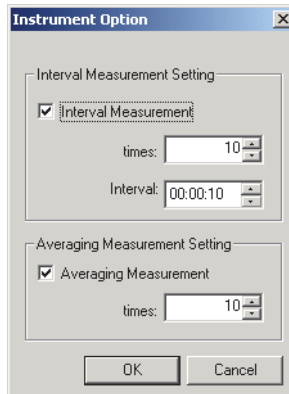 Instrument Option
Interval Measurement Setting
Interval Measurement
times: 10
Interval: 00:00:10
Averaging Measurement Setting
Averaging Measurement
times: 10
OK Cancel